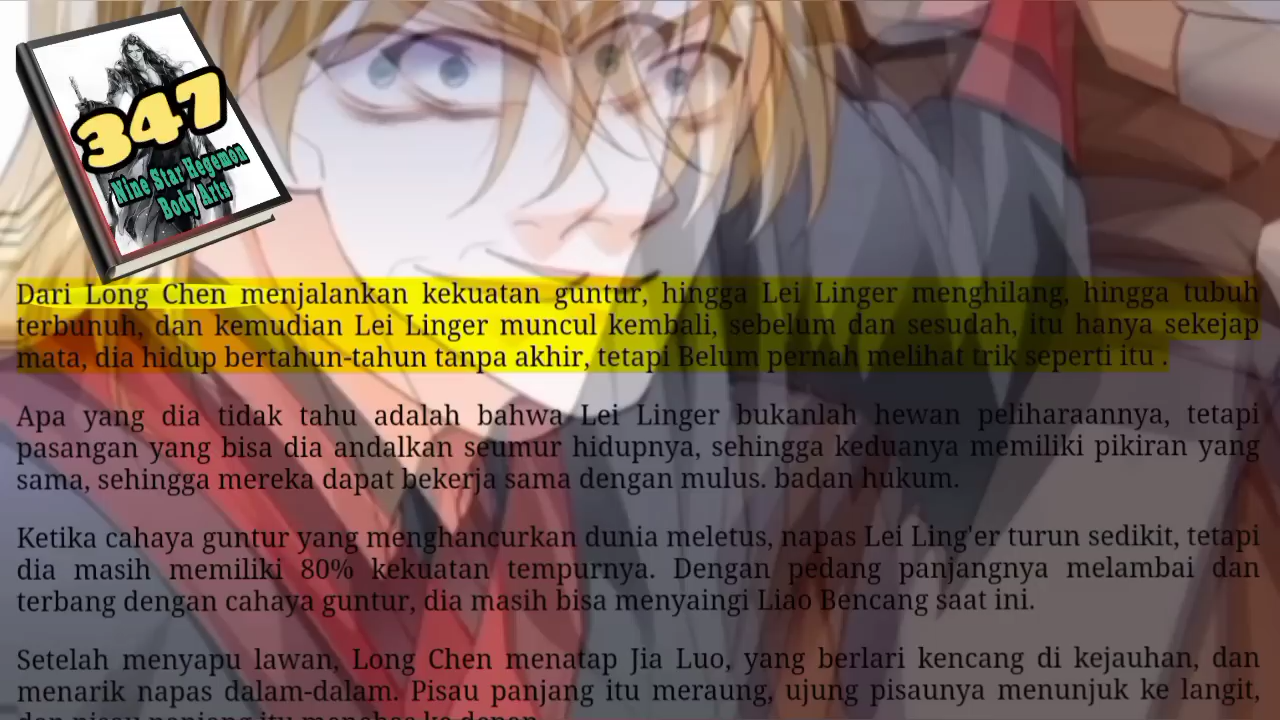 347
Nine Star Hegemon
Body Arts
Dari Long Chen menjalankan kekuatan guntur, hingga Lei Linger menghilang, hingga tubuh
terbunuh, dan kemudian Lei Linger muncul kembali, sebelum dan sesudah, itu hanya sekejap
mata, dia hidup bertahun-tahun tanpa akhir, tetapi Belum pernah melihat trik seperti itu .
Apa yang dia tidak tahu adalah bahwa Lei Linger bukanlah hewan peliharaannya, tetapi
pasangan yang bisa dia andalkan seumur hidupnya, sehingga keduanya memiliki pikiran yang
sama, sehingga mereka dapat bekerja sama dengan mulus. badan hukum.
Ketika cahaya guntur yang menghancurkan dunia meletus, napas Lei Ling'er turun sedikit, tetapi
dia masih memiliki 80% kekuatan tempurnya. Dengan pedang panjangnya melambai dan
terbang dengan cahaya guntur, dia masih bisa menyaingi Liao Bencang saat ini.
Setelah menyapu lawan, Long Chen menatap Jia Luo, yang berlari kencang di kejauhan, dan
menarik napas dalam-dalam. Pisau panjang itu meraung, ujung pisaunya menunjuk ke langit,
dan pisau panjang itu menebas ke depan.